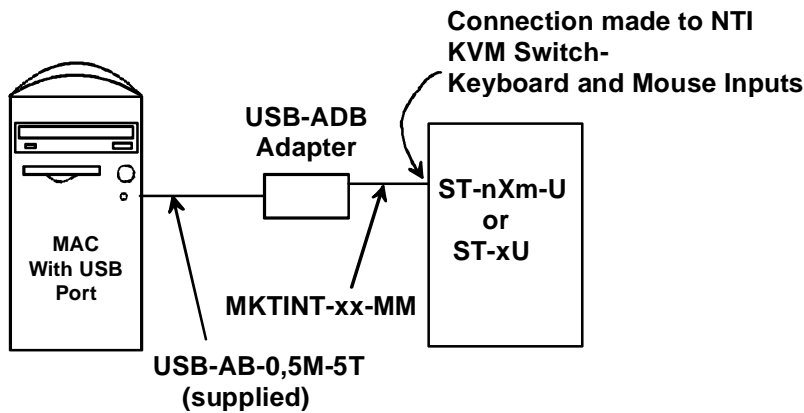 Connection made to NTI
KVM Switch-
Keyboard and Mouse Inputs
USB-ADB
Adapter
ST-nXm-U
or
ST-xU
MAC
With USB
Port
MKTINT-xx-MM
USB-AB-0,5M-5T
(supplied)